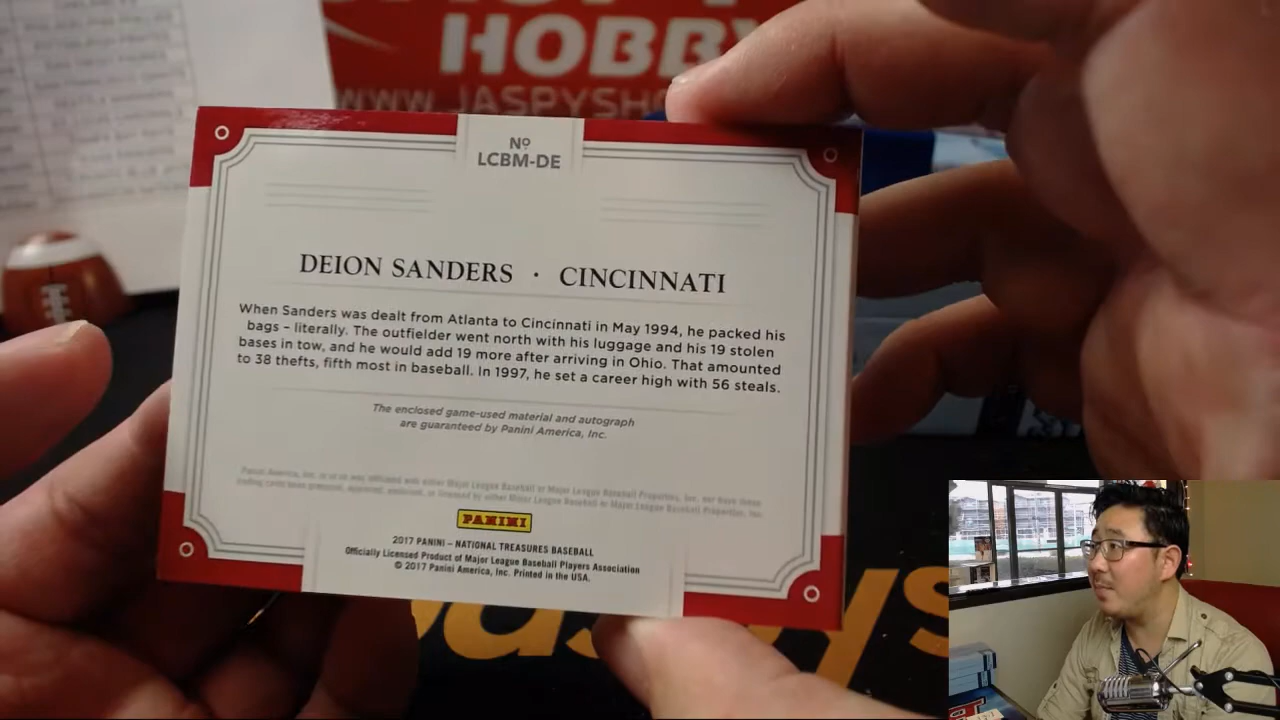 HOBBY
WWW.JASPYSHO
Nº
LCBM-DE
DEION SANDERS · CINCINNATI
When Sanders was dealt from Atlanta to Cincinnati in May 1994, he packed his
bags – literally. The outfielder went north with his luggage and his 19 stolen
bases in tow, and he would add 19 more after arriving in Ohio. That amounted
to 38 thefts, fifth most in baseball. In 1997, he set a career high with 56 steals.
The enclosed game-used material and autograph
are guaranteed by Panini America, Inc.
PANINI
2017 PANINI – NATIONAL TREASURES BASEBALL
Officially Licensed Product of Major League Baseball Players Association
© 2017 Panini America, Inc. Printed in the USA.